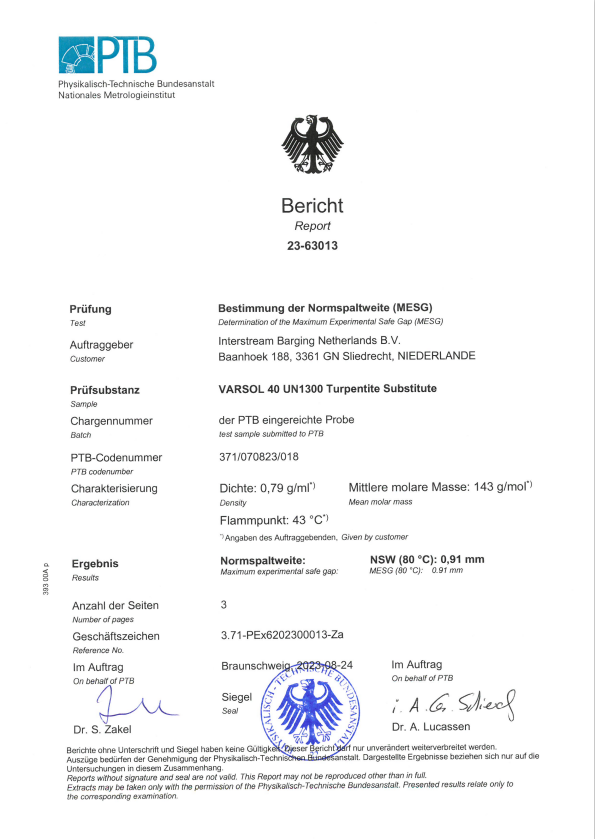 PTB
Physikalisch-Technische Bundesanstalt
Nationales Metrologieinstitut
Bericht
Report
23-63013
Prüfung
Bestimmung der Normspaltweite (MESG)
Test
Determination of the Maximum Experimental Safe Gap (MESG)
Auftraggeber
Interstream Barging Netherlands B.V.
Customer
Baanhoek 188, 3361 GN Sliedrecht, NIEDERLANDE
Prüfsubstanz
VARSOL 40 UN1300 Turpentite Substitute
Sample
Chargennummer
der PTB eingereichte Probe
Batch
test sample submitted to PTB
PTB-Codenummer
371/070823/018
PTB codenumber
Charakterisierung
Dichte: 0,79 g/ml*)
Mittlere molare Masse: 143 g/mol*)
Characterization
Density
Mean molar mass
Flammpunkt: 43 °C*)
*) Angaben des Auftraggebenden, Given by customer
Ergebnis
Normspaltweite:
NSW (80 °C): 0,91 mm
Results
Maximum experimental safe gap:
MESG (80 °C): 0.91 mm
393 00A p
Anzahl der Seiten
3
Number of pages
Geschäftszeichen
3.71-PEx6202300013-Za
Reference No.
Im Auftrag
Braunschweig, 2023-08-24
Im Auftrag
On behalf of PTB
On behalf of PTB
Siegel
Seal
PHYSIKALISCH-TECHNISCHE BUNDESANSTALT
i. A. 
Dr. S. Zakel
Dr. A. Lucassen
Berichte ohne Unterschrift und Siegel haben keine Gültigkeit. Dieser Bericht darf nur unverändert weiterverbreitet werden.
Auszüge bedürfen der Genehmigung der Physikalisch-Technischen Bundesanstalt. Dargestellte Ergebnisse beziehen sich nur auf die
Untersuchungen in diesem Zusammenhang.
Reports without signature and seal are not valid. This Report may not be reproduced other than in full.
Extracts may be taken only with the permission of the Physikalisch-Technische Bundesanstalt. Presented results relate only to
the corresponding examination.